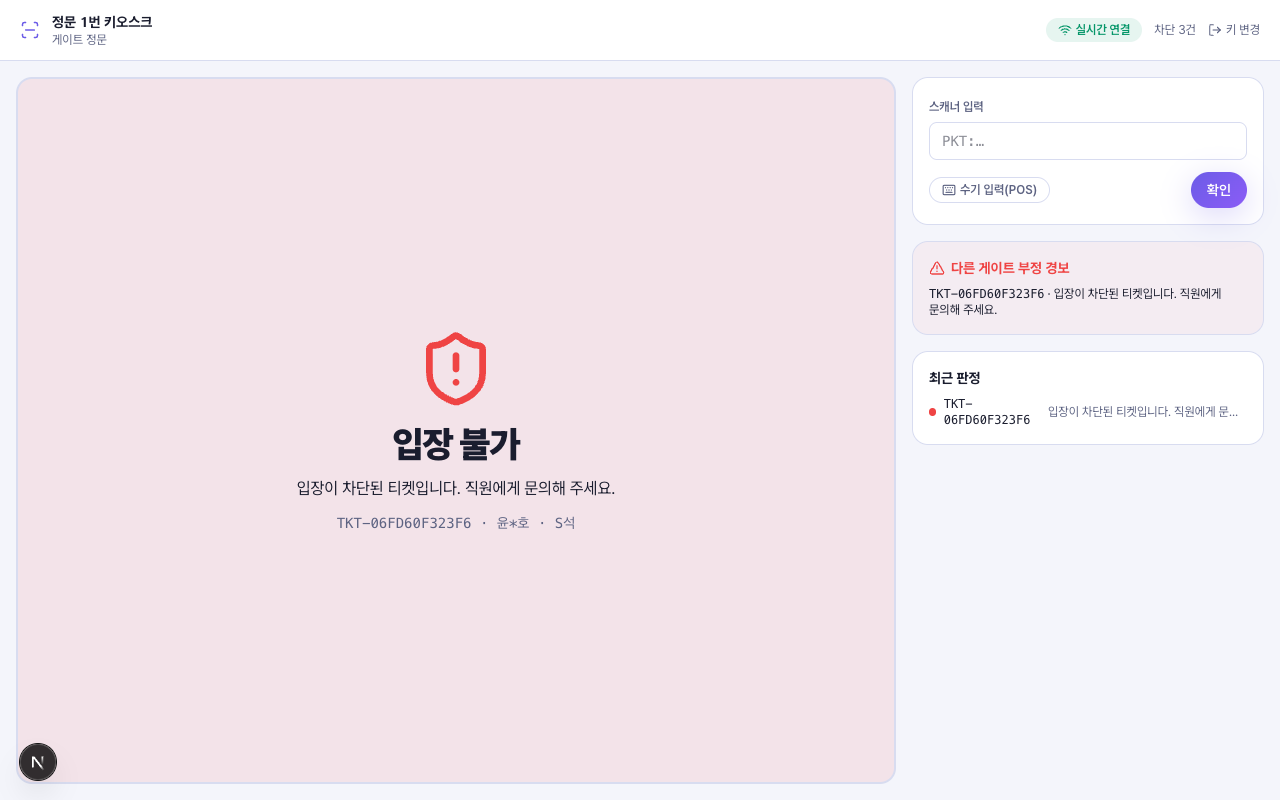 정문 1번 키오스크
게이트 정문
실시간 연결
차단 3건
키 변경
입장 불가
입장이 차단된 티켓입니다. 직원에게 문의해 주세요.
TKT-06FD60F323F6 · 윤*호 · S석
스캐너 입력
PKT:…
수기 입력(POS)
확인
다른 게이트 부정 경보
TKT-06FD60F323F6 · 입장이 차단된 티켓입니다. 직원에게
문의해 주세요.
최근 판정
TKT-
06FD60F323F6
입장이 차단된 티켓입니다. 직원에게 문…
N